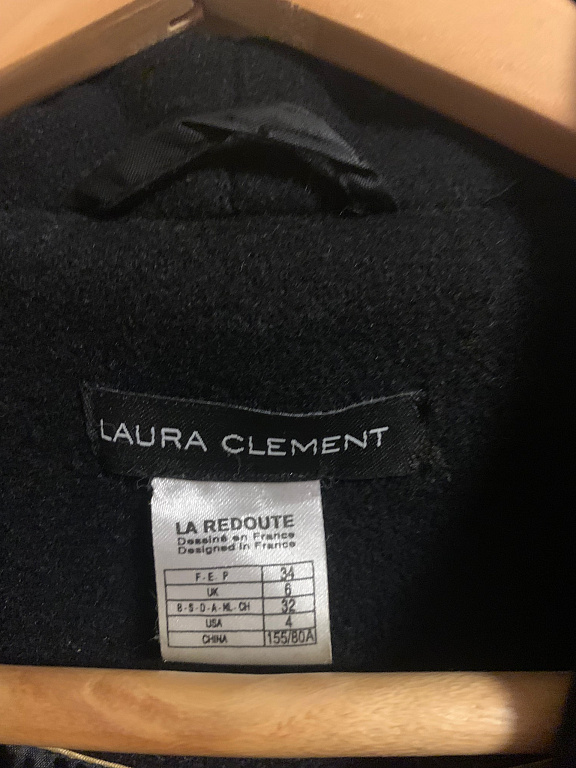 LAURA CLEMENT
LA REDOUTE
Dessiné en France
Designed in France
F-E-P 34
UK 6
B-S-D-A-NL-CH 32
USA 4
CHINA 155/80A